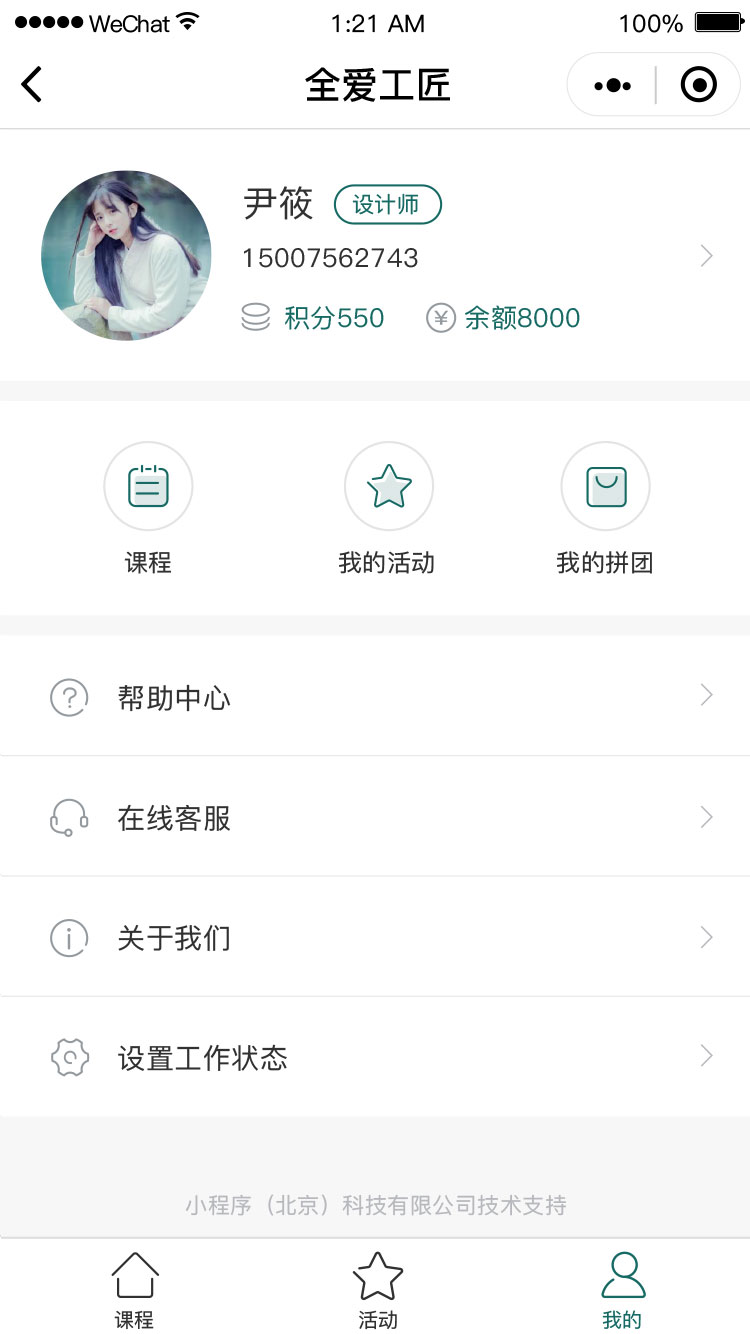 WeChat 1:21 AM 100%
全爱工匠
尹筱 设计师
15007562743
积分550 余额8000
课程 我的活动 我的拼团
帮助中心
在线客服
关于我们
设置工作状态
小程序（北京）科技有限公司技术支持
课程 活动 我的